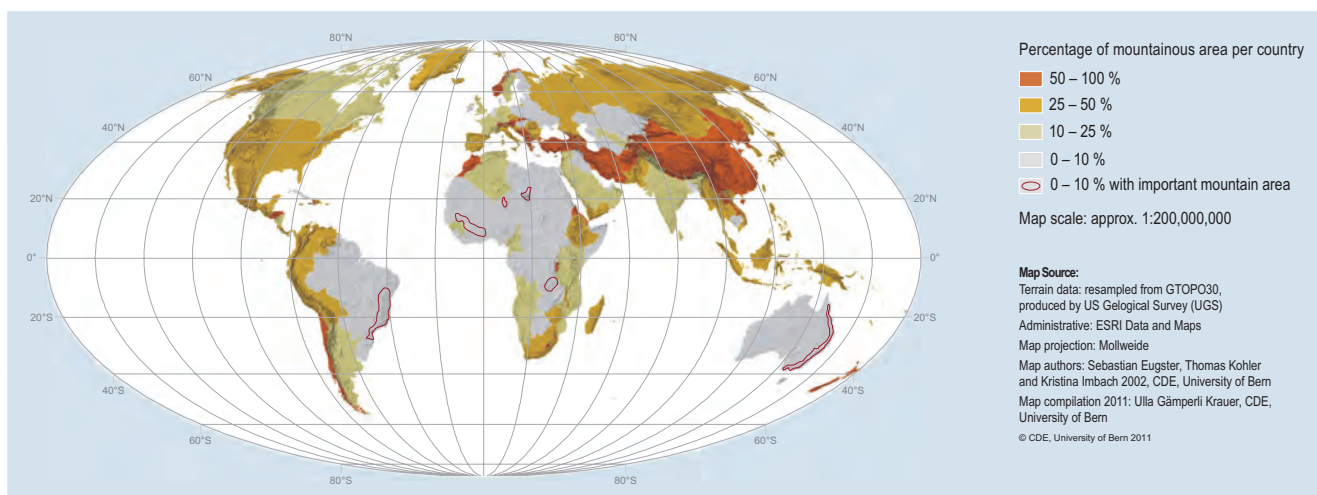 80°N
80°N
60°N
60°N
40°N
40°N
20°N
20°N
0°
0°
20°S
20°S
40°S
40°S
60°S
60°S
80°S
80°S
Percentage of mountainous area per country
50 – 100 %
25 – 50 %
10 – 25 %
0 – 10 %
0 – 10 % with important mountain area
Map scale: approx. 1:200,000,000
Map Source:
Terrain data: resampled from GTOPO30,
produced by US Gelogical Survey (UGS)
Administrative: ESRI Data and Maps
Map projection: Mollweide
Map authors: Sebastian Eugster, Thomas Kohler
and Kristina Imbach 2002, CDE, University of Bern
Map compilation 2011: Ulla Gämperli Krauer, CDE,
University of Bern
© CDE, University of Bern 2011